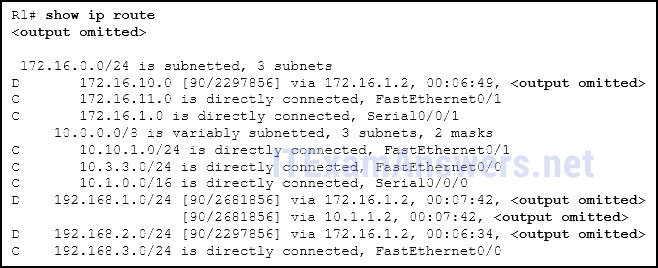 R1# show ip route
<output omitted>
172.16.0.0/24 is subnetted, 3 subnets
D 172.16.10.0 [90/2297856] via 172.16.1.2, 00:06:49, <output omitted>
C 172.16.11.0 is directly connected, FastEthernet0/1
C 172.16.1.0 is directly connected, Serial0/0/1
10.0.0.0/8 is variably subnetted, 3 subnets, 2 masks
C 10.10.1.0/24 is directly connected, FastEthernet0/1
C 10.3.3.0/24 is directly connected, FastEthernet0/0
C 10.1.0.0/16 is directly connected, Serial0/0/0
D 192.168.1.0/24 [90/2681856] via 172.16.1.2, 00:07:42, <output omitted>
[90/2681856] via 10.1.1.2, 00:07:42, <output omitted>
D 192.168.2.0/24 [90/2297856] via 172.16.1.2, 00:06:34, <output omitted>
C 192.168.3.0/24 is directly connected, FastEthernet0/0
ITExamAnswers.net